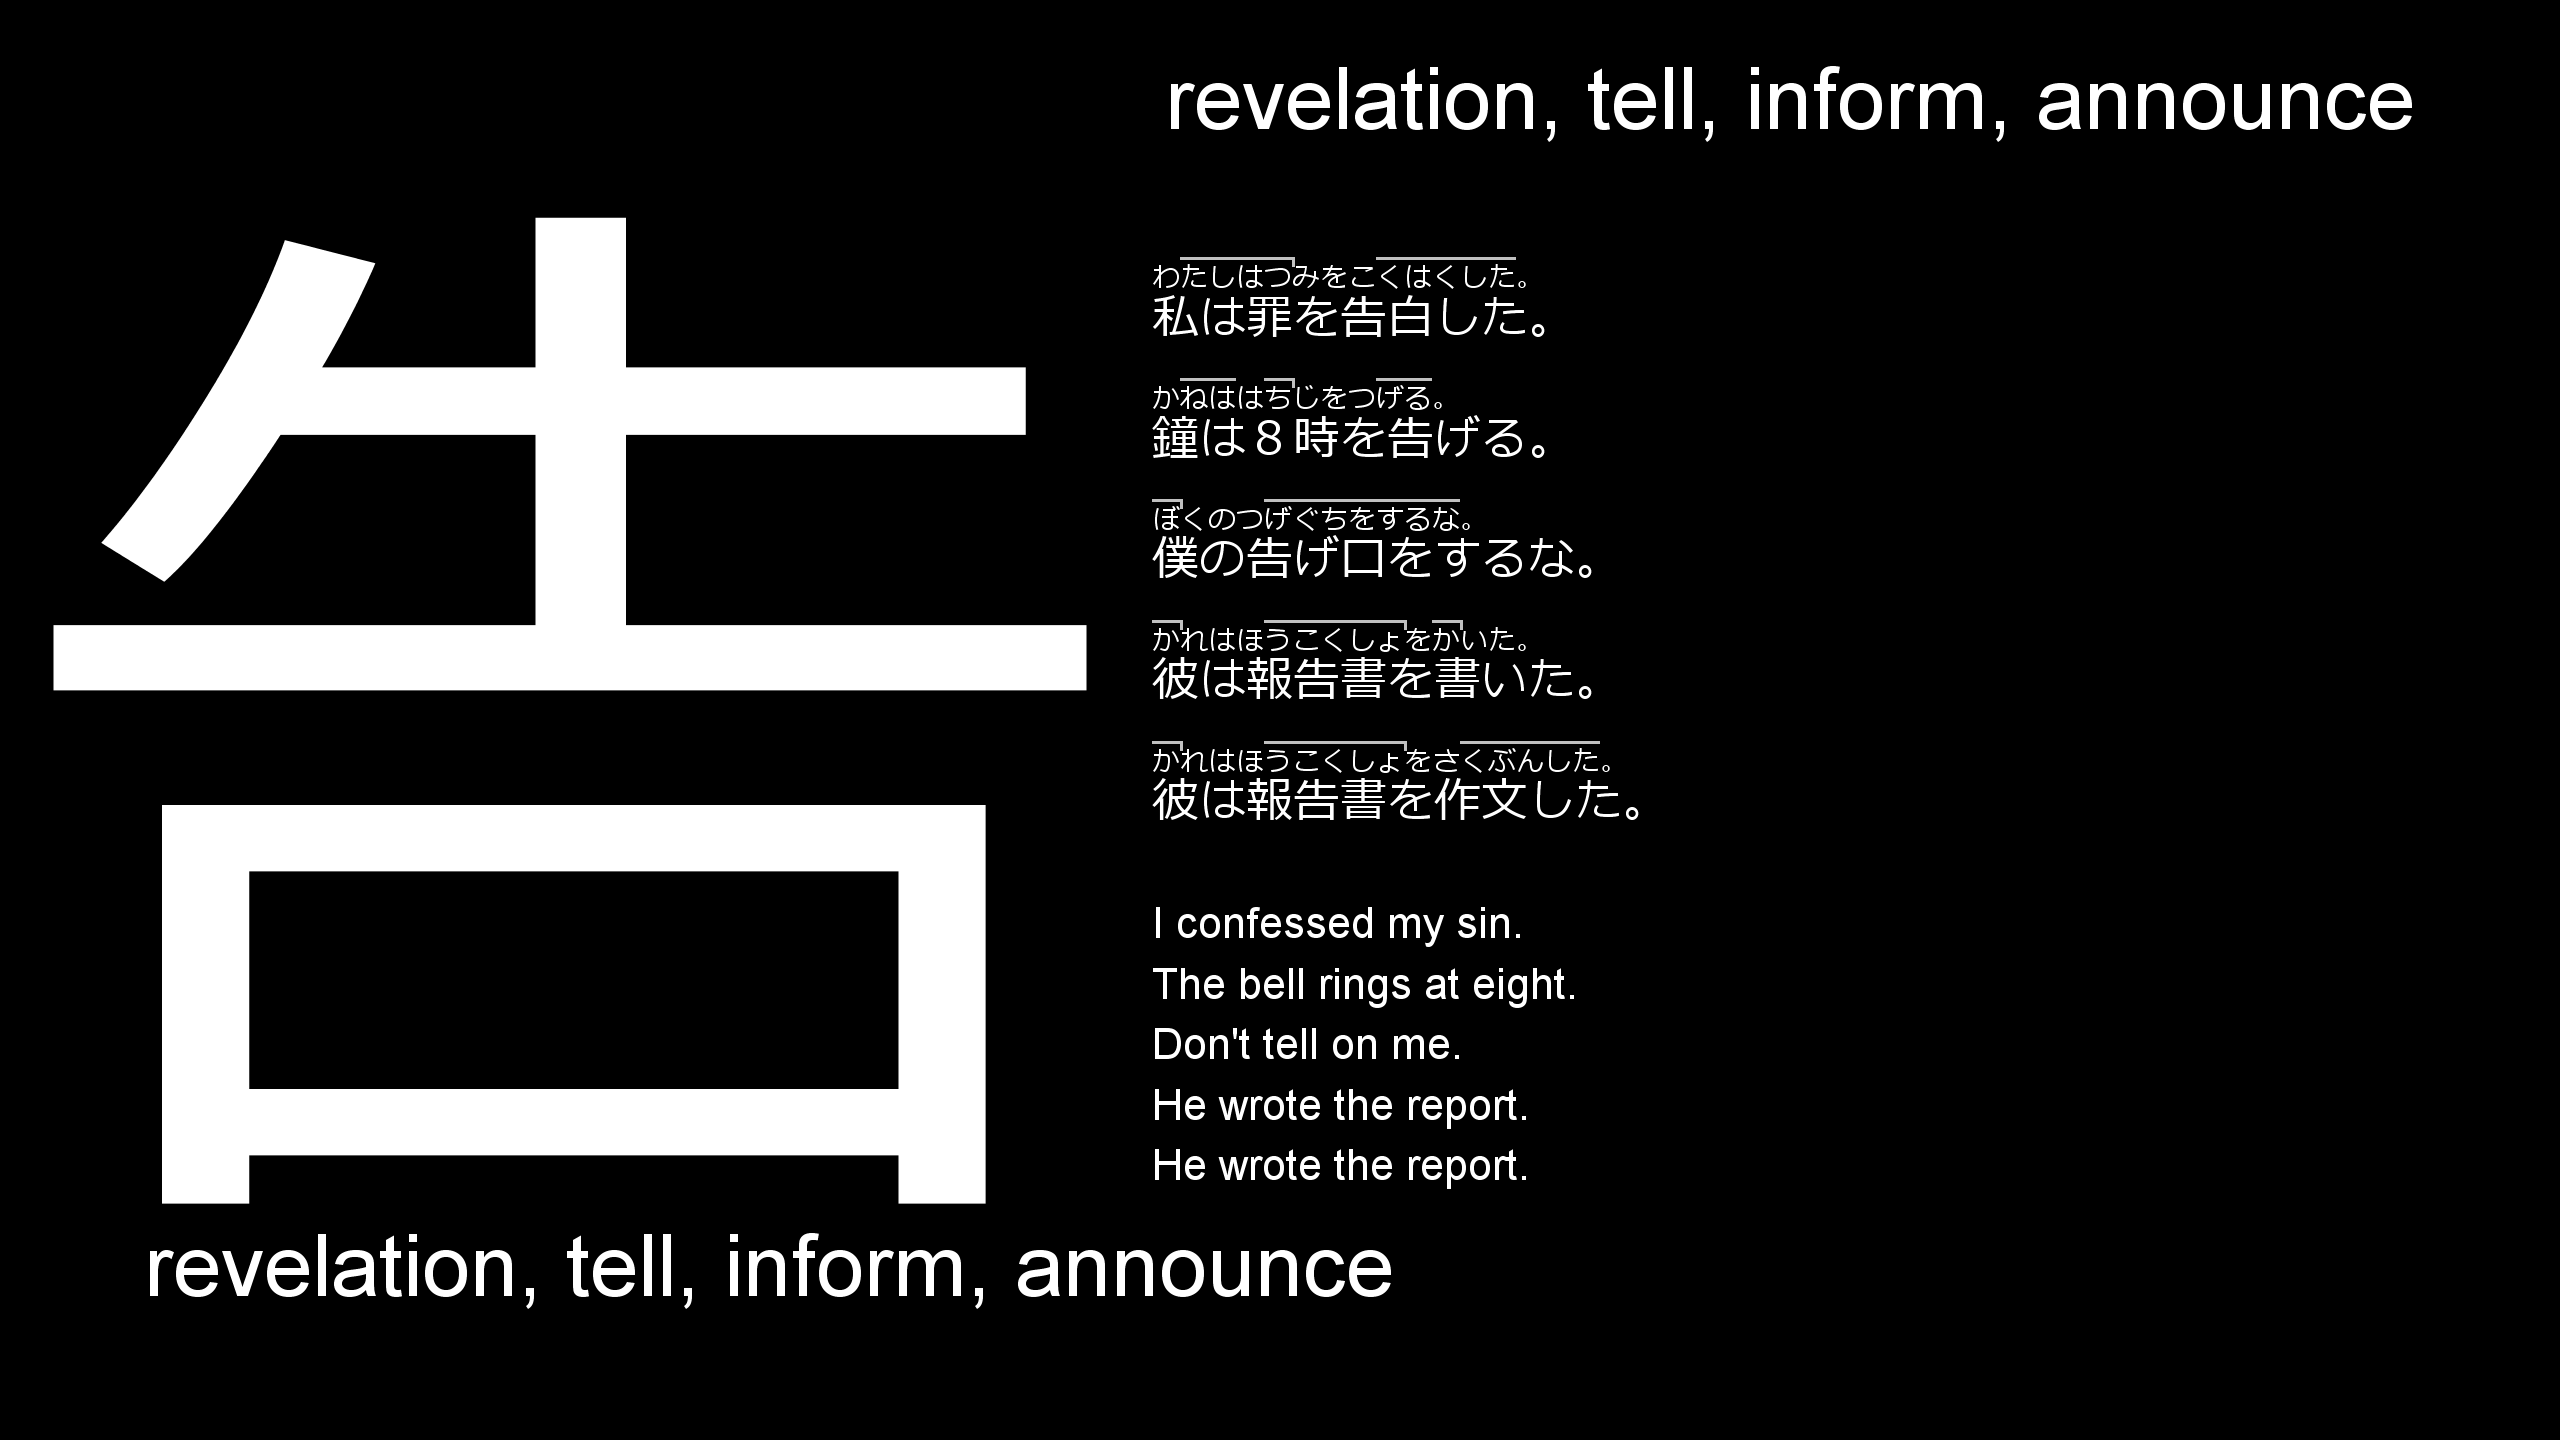 告
revelation, tell, inform, announce
revelation, tell, inform, announce
わたしはつみをこくはくした。
私は罪を告白した。
かねははちじをつげる。
鐘は８時を告げる。
ぼくのつげぐちをするな。
僕の告げ口をするな。
かれはほうこくしょをかいた。
彼は報告書を書いた。
かれはほうこくしょをさくぶんした。
彼は報告書を作文した。
I confessed my sin.
The bell rings at eight.
Don't tell on me.
He wrote the report.
He wrote the report.